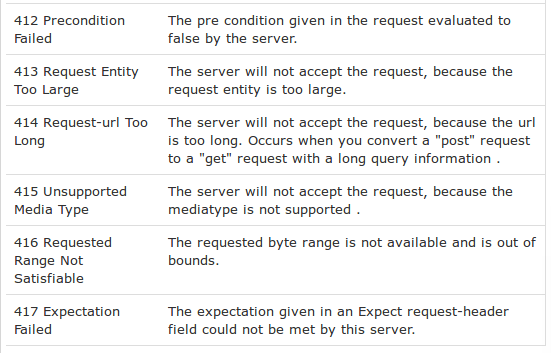 412 Precondition Failed
The pre condition given in the request evaluated to
false by the server.
413 Request Entity Too Large
The server will not accept the request, because the
request entity is too large.
414 Request-url Too Long
The server will not accept the request, because the url
is too long. Occurs when you convert a "post" request
to a "get" request with a long query information .
415 Unsupported Media Type
The server will not accept the request, because the
mediatype is not supported .
416 Requested Range Not Satisfiable
The requested byte range is not available and is out of
bounds.
417 Expectation Failed
The expectation given in an Expect request-header
field could not be met by this server.